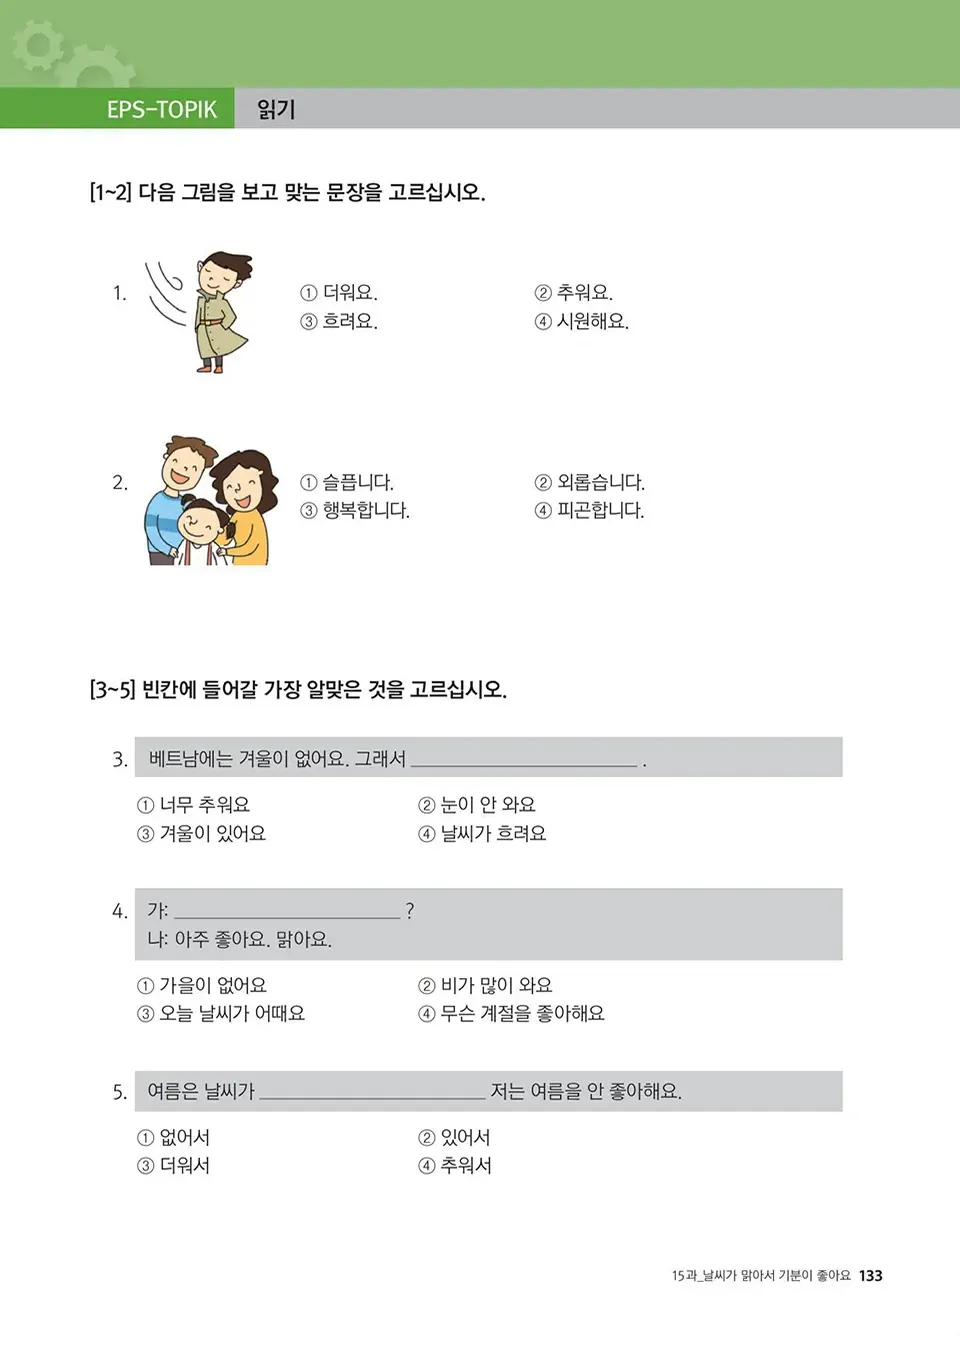 EPS-TOPIK 읽기
[1~2] 다음 그림을 보고 맞는 문장을 고르십시오.
1. ① 더워요. ② 추워요.
③ 흐려요. ④ 시원해요.
2. ① 슬픕니다. ② 외롭습니다.
③ 행복합니다. ④ 피곤합니다.
[3~5] 빈칸에 들어갈 가장 알맞은 것을 고르십시오.
3. 베트남에는 겨울이 없어요. 그래서 ____________________ .
① 너무 추워요 ② 눈이 안 와요
③ 겨울이 있어요 ④ 날씨가 흐려요
4. 가: ____________________ ?
나: 아주 좋아요. 맑아요.
① 가을이 없어요 ② 비가 많이 와요
③ 오늘 날씨가 어때요 ④ 무슨 계절을 좋아해요
5. 여름은 날씨가 ____________________ 저는 여름을 안 좋아해요.
① 없어서 ② 있어서
③ 더워서 ④ 추워서
15과_날씨가 맑아서 기분이 좋아요 133